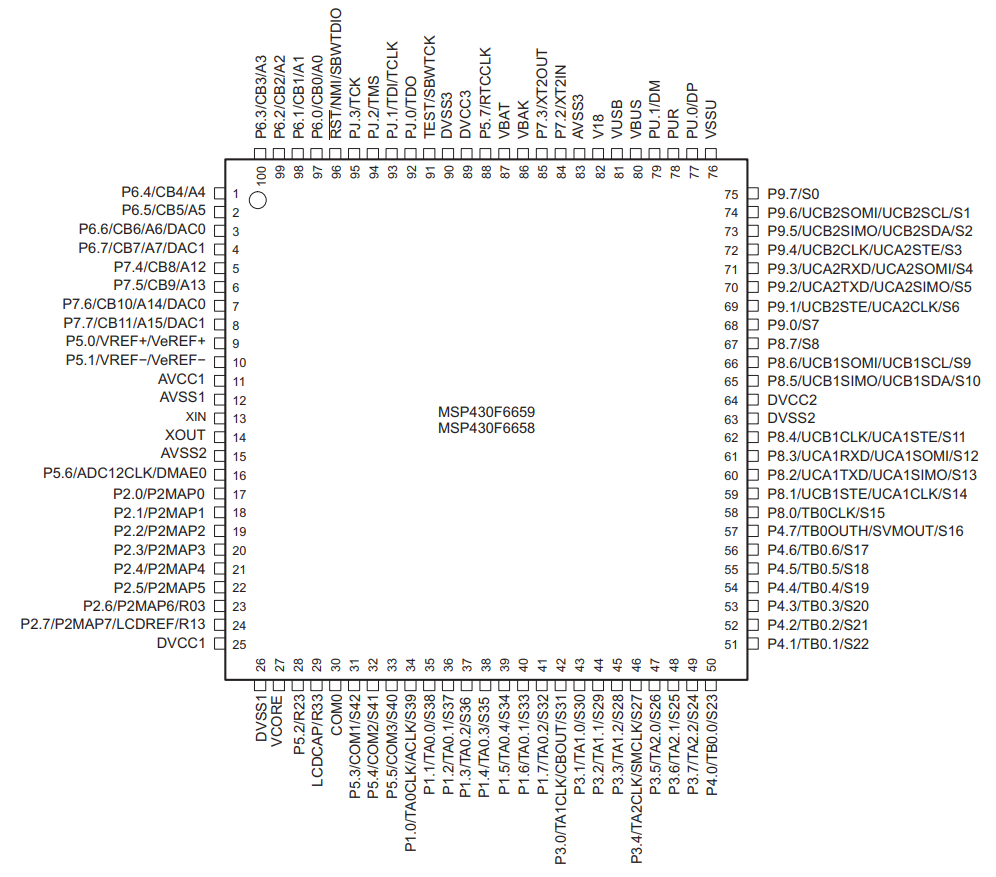 P6.3/CB3/A3
P6.2/CB2/A2
P6.1/CB1/A1
P6.0/CB0/A0
RST/NMI/SBWTDIO
PJ.3/TCK
PJ.2/TMS
PJ.1/TDI/TCLK
PJ.0/TDO
TEST/SBWTCK
DVSS3
DVCC3
P5.7/RTCCLK
VBAT
VBAK
P7.3/XT2OUT
P7.2/XT2IN
AVSS3
V18
VUSB
VBUS
PU.1/DM
PUR
PU.0/DP
VSSU
100
99
98
97
96
95
94
93
92
91
90
89
88
87
86
85
84
83
82
81
80
79
78
77
76
P6.4/CB4/A4 1
P6.5/CB5/A5 2
P6.6/CB6/A6/DAC0 3
P6.7/CB7/A7/DAC1 4
P7.4/CB8/A12 5
P7.5/CB9/A13 6
P7.6/CB10/A14/DAC0 7
P7.7/CB11/A15/DAC1 8
P5.0/VREF+/VeREF+ 9
P5.1/VREF−/VeREF− 10
AVCC1 11
AVSS1 12
XIN 13
XOUT 14
AVSS2 15
P5.6/ADC12CLK/DMAE0 16
P2.0/P2MAP0 17
P2.1/P2MAP1 18
P2.2/P2MAP2 19
P2.3/P2MAP3 20
P2.4/P2MAP4 21
P2.5/P2MAP5 22
P2.6/P2MAP6/R03 23
P2.7/P2MAP7/LCDREF/R13 24
DVCC1 25
MSP430F6659
MSP430F6658
75 P9.7/S0
74 P9.6/UCB2SOMI/UCB2SCL/S1
73 P9.5/UCB2SIMO/UCB2SDA/S2
72 P9.4/UCB2CLK/UCA2STE/S3
71 P9.3/UCA2RXD/UCA2SOMI/S4
70 P9.2/UCA2TXD/UCA2SIMO/S5
69 P9.1/UCB2STE/UCA2CLK/S6
68 P9.0/S7
67 P8.7/S8
66 P8.6/UCB1SOMI/UCB1SCL/S9
65 P8.5/UCB1SIMO/UCB1SDA/S10
64 DVCC2
63 DVSS2
62 P8.4/UCB1CLK/UCA1STE/S11
61 P8.3/UCA1RXD/UCA1SOMI/S12
60 P8.2/UCA1TXD/UCA1SIMO/S13
59 P8.1/UCB1STE/UCA1CLK/S14
58 P8.0/TB0CLK/S15
57 P4.7/TB0OUTH/SVMOUT/S16
56 P4.6/TB0.6/S17
55 P4.5/TB0.5/S18
54 P4.4/TB0.4/S19
53 P4.3/TB0.3/S20
52 P4.2/TB0.2/S21
51 P4.1/TB0.1/S22
26
27
28
29
30
31
32
33
34
35
36
37
38
39
40
41
42
43
44
45
46
47
48
49
50
DVSS1
VCORE
P5.2/R23
LCDCAP/R33
COM0
P5.3/COM1/S42
P5.4/COM2/S41
P5.5/COM3/S40
P1.0/TA0CLK/ACLK/S39
P1.1/TA0.0/S38
P1.2/TA0.1/S37
P1.3/TA0.2/S36
P1.4/TA0.3/S35
P1.5/TA0.4/S34
P1.6/TA0.1/S33
P1.7/TA0.2/S32
P3.0/TA1CLK/CBOUT/S31
P3.1/TA1.0/S30
P3.2/TA1.1/S29
P3.3/TA1.2/S28
P3.4/TA2CLK/SMCLK/S27
P3.5/TA2.0/S26
P3.6/TA2.1/S25
P3.7/TA2.2/S24
P4.0/TB0.0/S23